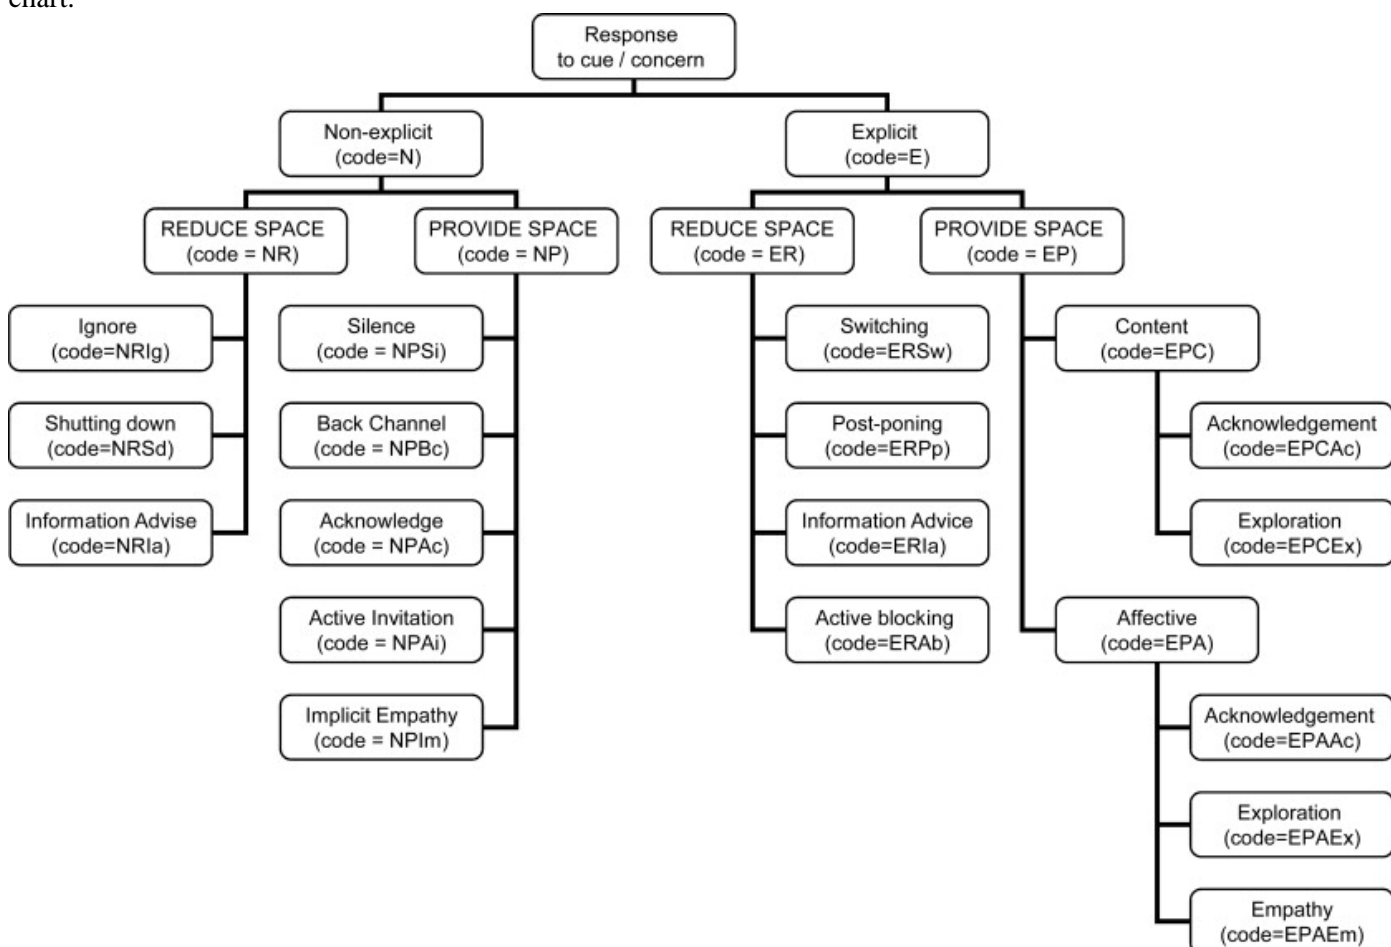 chart.
Response
to cue / concern
Non-explicit
(code=N)
Explicit
(code=E)
REDUCE SPACE
(code = NR)
PROVIDE SPACE
(code = NP)
REDUCE SPACE
(code = ER)
PROVIDE SPACE
(code = EP)
Ignore
(code=NRIg)
Silence
(code = NPSi)
Switching
(code=ERSw)
Content
(code=EPC)
Shutting down
(code=NRSd)
Back Channel
(code = NPBc)
Post-poning
(code=ERPp)
Acknowledgement
(code=EPCAc)
Information Advise
(code=NRIa)
Acknowledge
(code = NPAc)
Information Advice
(code=ERIa)
Exploration
(code=EPCEx)
Active Invitation
(code = NPAi)
Active blocking
(code=ERAb)
Affective
(code=EPA)
Implicit Empathy
(code = NPIm)
Acknowledgement
(code=EPAAc)
Exploration
(code=EPAEx)
Empathy
(code=EPAEm)